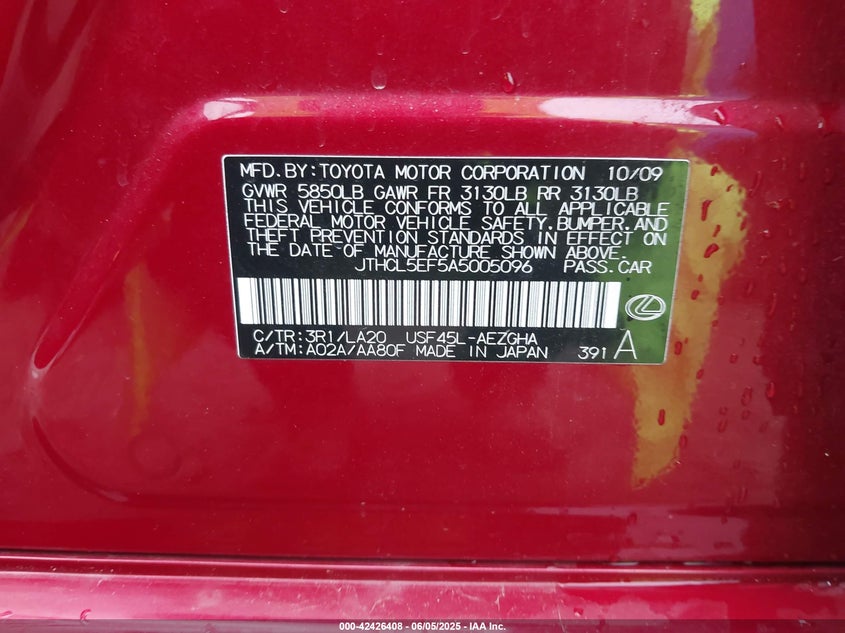 MFD.BY:TOYOTA MOTOR CORPORATION 10/09
GVWR 5850LB GAWR FR 3130LB RR 3130LB
THIS VEHICLE CONFORMS TO ALL APPLICABLE
FEDERAL MOTOR VEHICLE SAFETY.BUMPER.AND
THEFT PREVENTION STANDARDS IN EFFECT ON
THE DATE OF MANUFACTURE SHOWN ABOVE.
JTHCL5EF5A5005096 PASS.CAR
C/TR:3R1/LA20 USF45L-AEZGHA
A/TM:A02A/AA80F MADE IN JAPAN 391 A
000-42426408 - 06/05/2025 - IAA Inc.